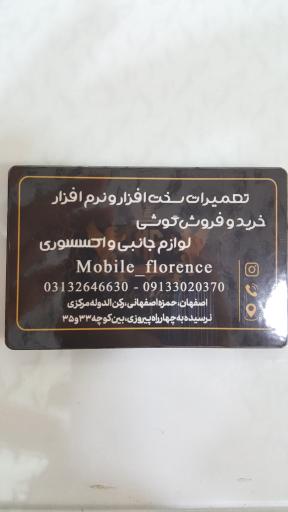 تعمیرات سخت افزار و نرم افزار
خرید و فروش گوشی
لوازم جانبی و اکسسوری
Mobile_florence
03132646630 - 09133020370
اصفهان، حمزه اصفهانی، رکن الدوله مرکزی
نرسیده به چهارراه پیروزی، بین کوچه ۳۳ و ۳۵